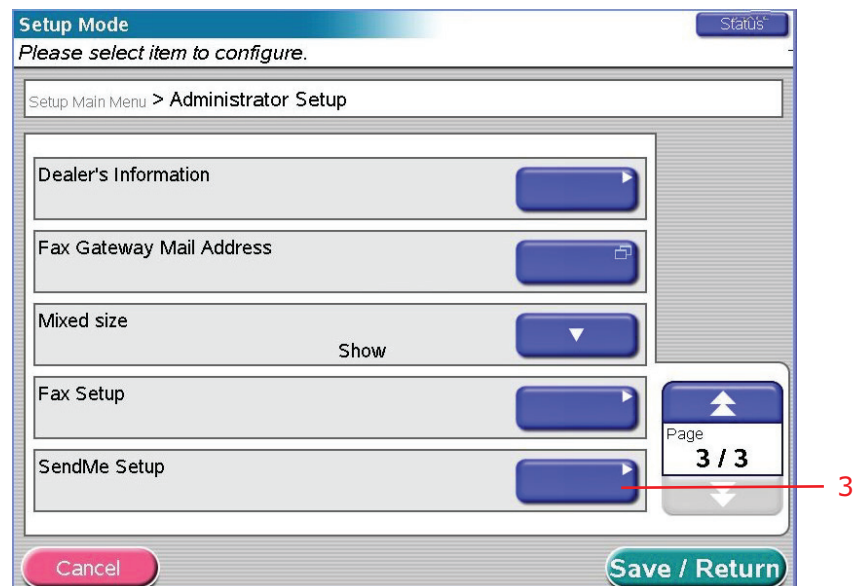 Setup Mode
Status
Please select item to configure.
Setup Main Menu > Administrator Setup
Dealer's Information
Fax Gateway Mail Address
Mixed size
Show
Fax Setup
SendMe Setup
Page
3 / 3
3
Cancel
Save / Return